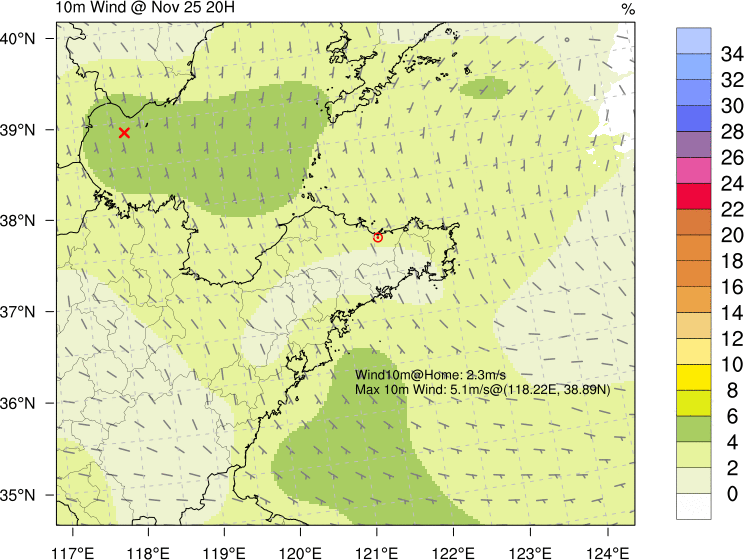 10m Wind @ Nov 25 20H
%
40°N
39°N
38°N
37°N
36°N
35°N
Wind10m@Home: 2.3m/s
Max 10m Wind: 5.1m/s@(118.22E, 38.89N)
117°E 118°E 119°E 120°E 121°E 122°E 123°E 124°E
34
32
30
28
26
24
22
20
18
16
14
12
10
8
6
4
2
0